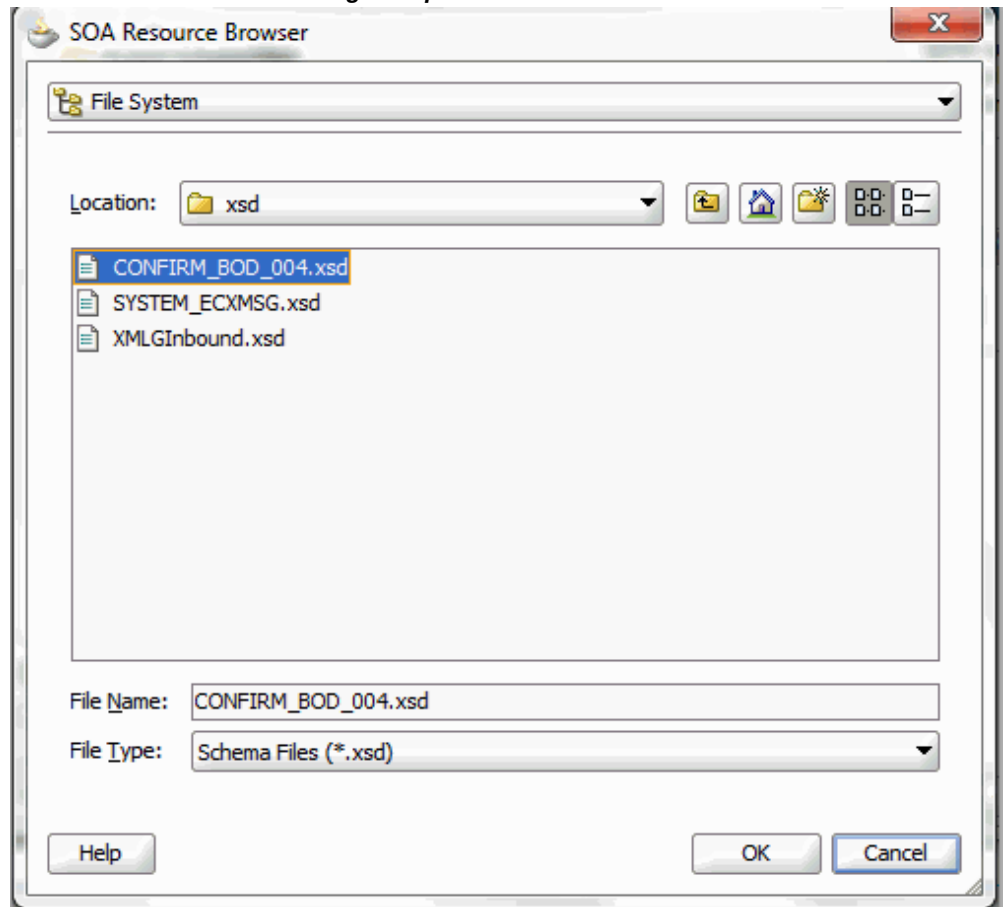 SOA Resource Browser
File System
Location: xsd
CONFIRM_BOD_004.xsd
SYSTEM_ECXMSG.xsd
XMLGInbound.xsd
File Name: CONFIRM_BOD_004.xsd
File Type: Schema Files (*.xsd)
Help OK Cancel